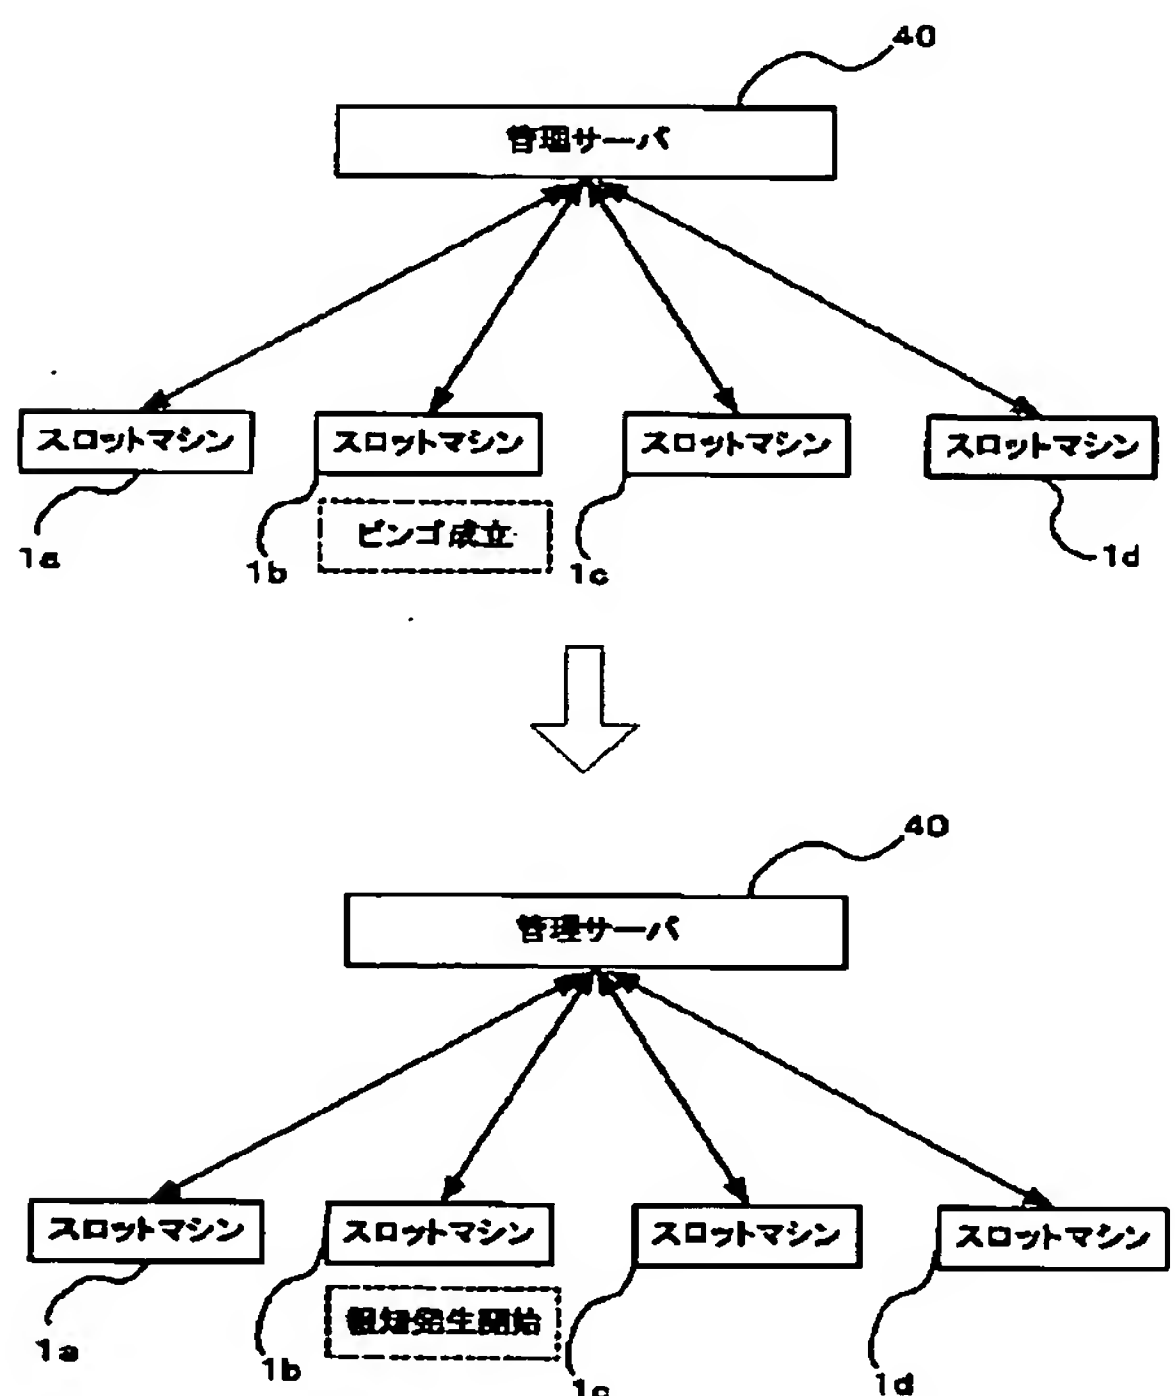 40
管理サーバ
スロットマシン
スロットマシン
スロットマシン
スロットマシン
1a
1b
ビンゴ成立
1c
1d
40
管理サーバ
スロットマシン
スロットマシン
スロットマシン
スロットマシン
1a
1b
報知発生開始
1c
1d